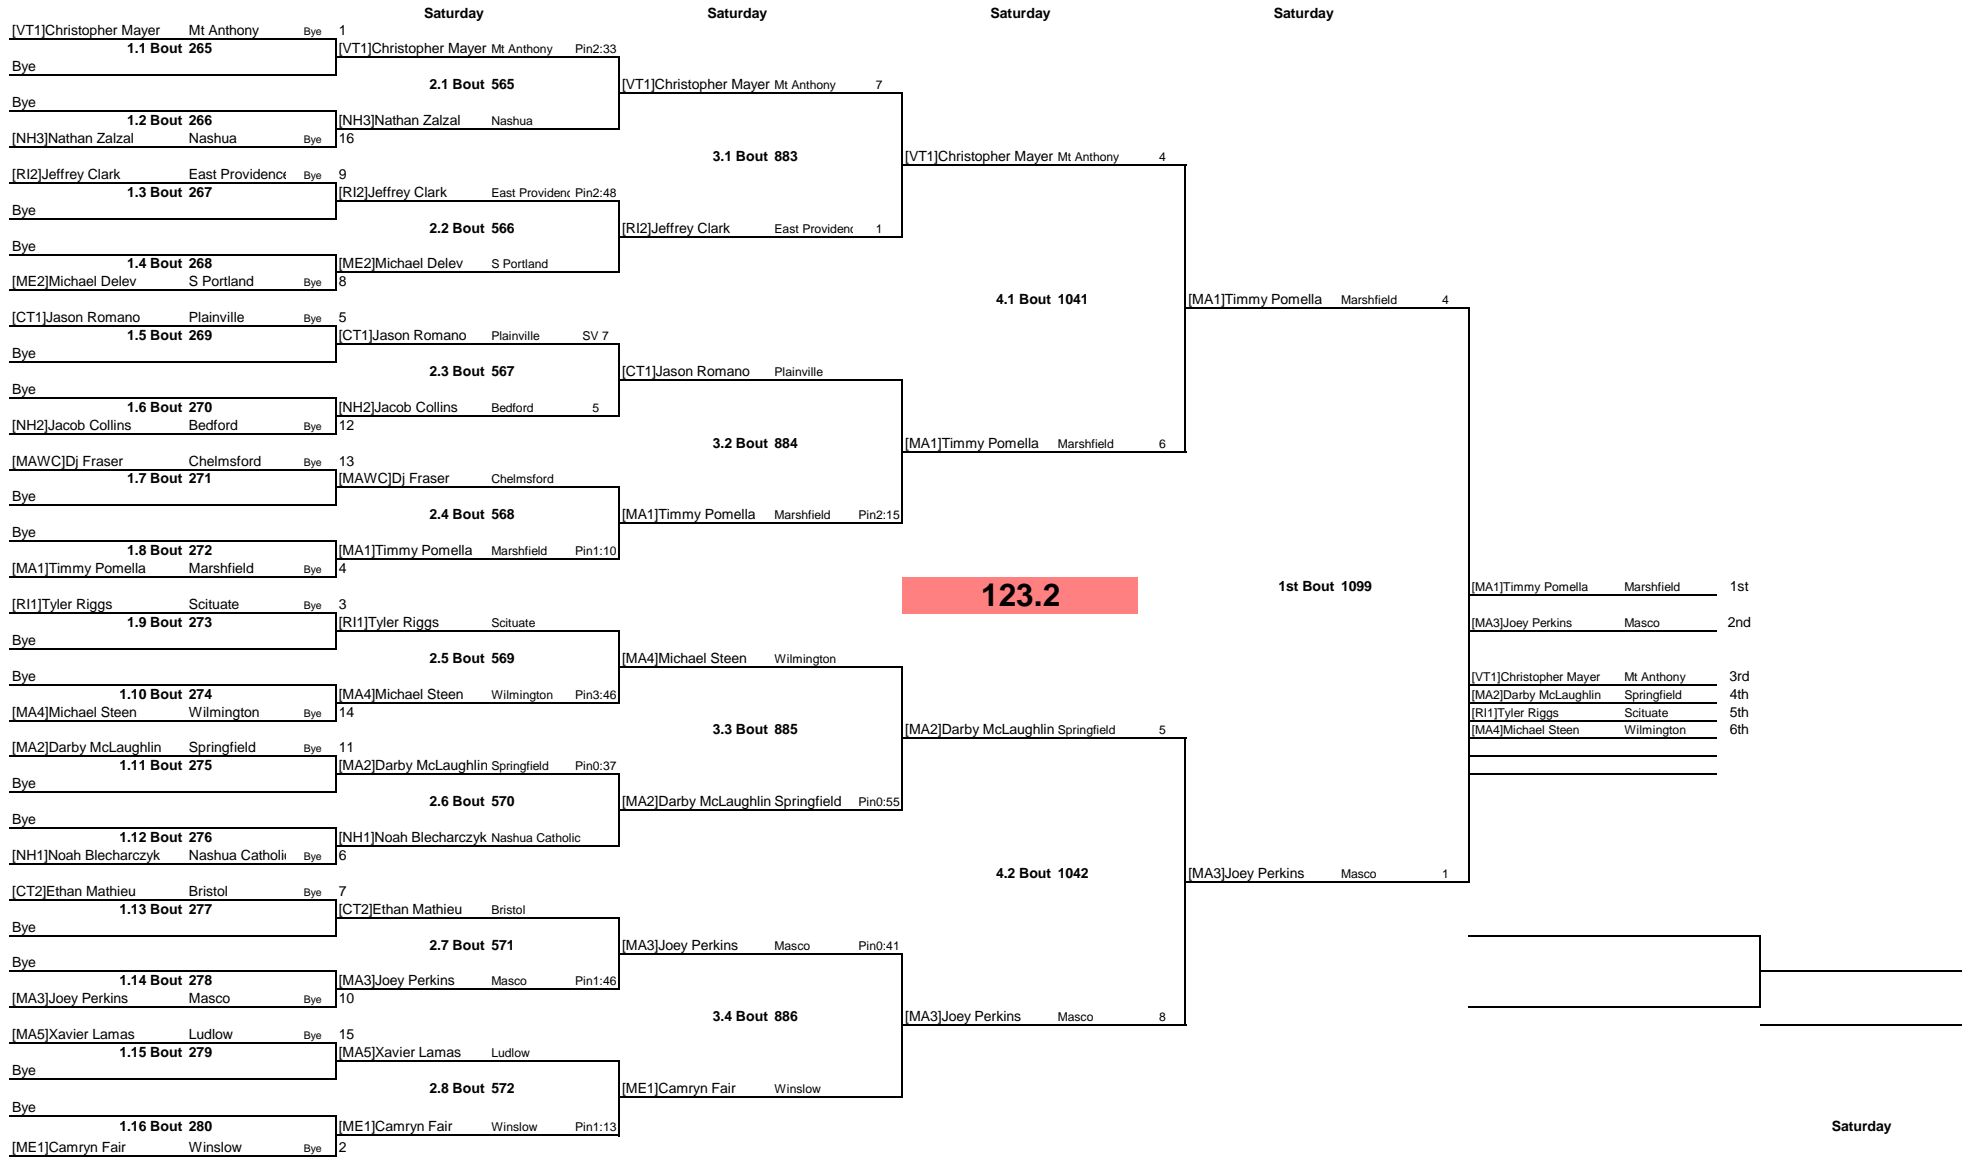 Saturday Saturday Saturday Saturday
[VT1]Christopher Mayer Mt Anthony Bye 1
1.1 Bout 265 [VT1]Christopher Mayer Mt Anthony Pin2:33
Bye
2.1 Bout 565 [VT1]Christopher Mayer Mt Anthony 7
Bye
1.2 Bout 266 [NH3]Nathan Zalzal Nashua
[NH3]Nathan Zalzal Nashua Bye 16
3.1 Bout 883 [VT1]Christopher Mayer Mt Anthony 4
[RI2]Jeffrey Clark East Providence Bye 9
1.3 Bout 267 [RI2]Jeffrey Clark East Providenc Pin2:48
Bye
2.2 Bout 566 [RI2]Jeffrey Clark East Providenc 1
Bye
1.4 Bout 268 [ME2]Michael Delev S Portland
[ME2]Michael Delev S Portland Bye 8
4.1 Bout 1041 [MA1]Timmy Pomella Marshfield 4
[CT1]Jason Romano Plainville Bye 5
1.5 Bout 269 [CT1]Jason Romano Plainville SV 7
Bye
2.3 Bout 567 [CT1]Jason Romano Plainville
Bye
1.6 Bout 270 [NH2]Jacob Collins Bedford 5
[NH2]Jacob Collins Bedford Bye 12
3.2 Bout 884 [MA1]Timmy Pomella Marshfield 6
[MAWC]Dj Fraser Chelmsford Bye 13
1.7 Bout 271 [MAWC]Dj Fraser Chelmsford
Bye
2.4 Bout 568 [MA1]Timmy Pomella Marshfield Pin2:15
Bye
1.8 Bout 272 [MA1]Timmy Pomella Marshfield Pin1:10
[MA1]Timmy Pomella Marshfield Bye 4
123.2 1st Bout 1099 [MA1]Timmy Pomella Marshfield 1st
[RI1]Tyler Riggs Scituate Bye 3
1.9 Bout 273 [RI1]Tyler Riggs Scituate [MA3]Joey Perkins Masco 2nd
Bye
2.5 Bout 569 [MA4]Michael Steen Wilmington
Bye [VT1]Christopher Mayer Mt Anthony 3rd
1.10 Bout 274 [MA4]Michael Steen Wilmington Pin3:46 [MA2]Darby McLaughlin Springfield 4th
[MA4]Michael Steen Wilmington Bye 14 [RI1]Tyler Riggs Scituate 5th
3.3 Bout 885 [MA2]Darby McLaughlin Springfield 5 [MA4]Michael Steen Wilmington 6th
[MA2]Darby McLaughlin Springfield Bye 11
1.11 Bout 275 [MA2]Darby McLaughlin Springfield Pin0:37
Bye
2.6 Bout 570 [MA2]Darby McLaughlin Springfield Pin0:55
Bye
1.12 Bout 276 [NH1]Noah Blecharczyk Nashua Catholic
[NH1]Noah Blecharczyk Nashua Catholi Bye 6
4.2 Bout 1042 [MA3]Joey Perkins Masco 1
[CT2]Ethan Mathieu Bristol Bye 7
1.13 Bout 277 [CT2]Ethan Mathieu Bristol
Bye
2.7 Bout 571 [MA3]Joey Perkins Masco Pin0:41
Bye
1.14 Bout 278 [MA3]Joey Perkins Masco Pin1:46
[MA3]Joey Perkins Masco Bye 10
3.4 Bout 886 [MA3]Joey Perkins Masco 8
[MA5]Xavier Lamas Ludlow Bye 15
1.15 Bout 279 [MA5]Xavier Lamas Ludlow
Bye
2.8 Bout 572 [ME1]Camryn Fair Winslow
Bye
1.16 Bout 280 [ME1]Camryn Fair Winslow Pin1:13 Saturday
[ME1]Camryn Fair Winslow Bye 2